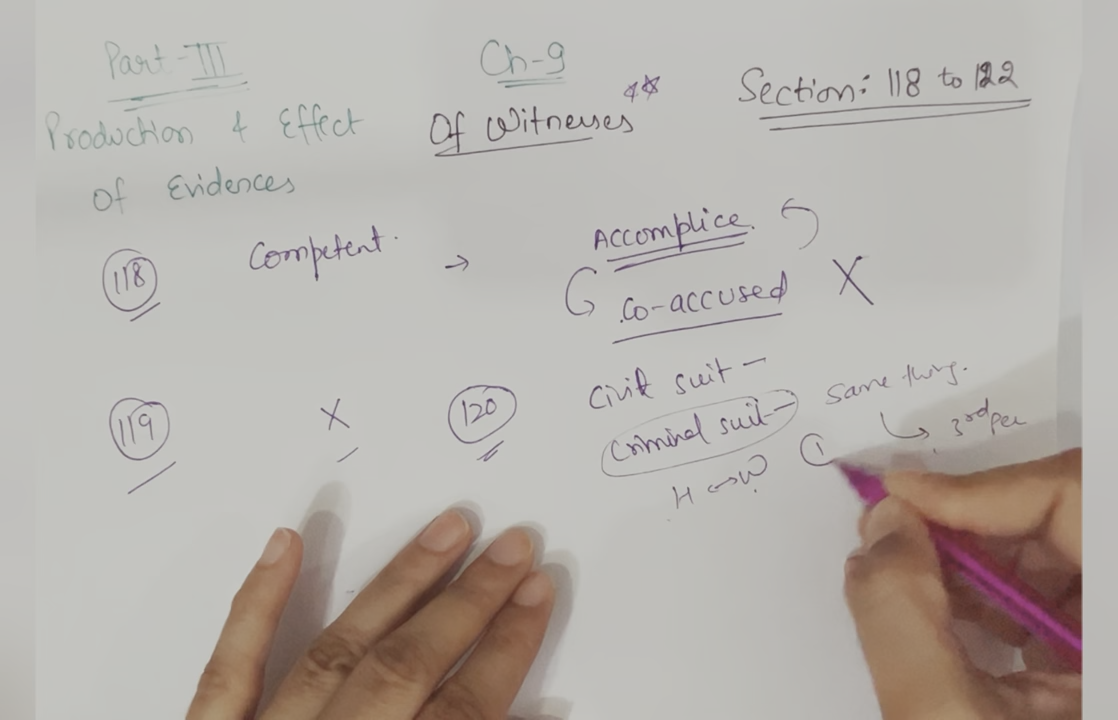 Part-III
Production & Effect
Of Evidences
Ch-9
Of Witnesses **
Section: 118 to 122
118 Competent. → Accomplice.
Co-accused X
119 X 120 Civil suit -
Criminal suit - same thing.
↳ 3rd Per
H ↔ W 1